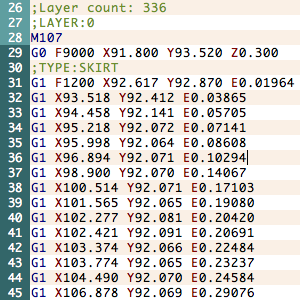 26 ;Layer count: 336
27 ;LAYER:0
28 M107
29 G0 F9000 X91.800 Y93.520 Z0.300
30 ;TYPE:SKIRT
31 G1 F1200 X92.617 Y92.870 E0.01964
32 G1 X93.518 Y92.412 E0.03865
33 G1 X94.458 Y92.141 E0.05705
34 G1 X95.218 Y92.072 E0.07141
35 G1 X95.998 Y92.064 E0.08608
36 G1 X96.894 Y92.071 E0.10294
37 G1 X98.900 Y92.070 E0.14067
38 G1 X100.514 Y92.071 E0.17103
39 G1 X101.565 Y92.065 E0.19080
40 G1 X102.277 Y92.081 E0.20420
41 G1 X102.421 Y92.091 E0.20691
42 G1 X103.374 Y92.066 E0.22484
43 G1 X103.774 Y92.065 E0.23237
44 G1 X104.490 Y92.070 E0.24584
45 G1 X106.878 Y92.069 E0.29076